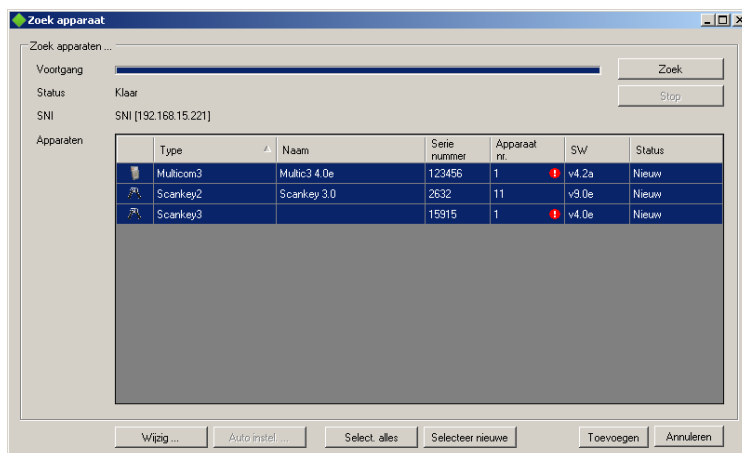 Zoek apparaat
Zoek apparaten ...
Voortgang
Zoek
Status Klaar
Stop
SNI SNI [192.168.15.221]
Apparaten
Type Naam Serie nummer Apparaat nr. SW Status
Multicom3 Multic3 4.0e 123456 1 v4.2a Nieuw
Scankey2 Scankey 3.0 2632 11 v9.0e Nieuw
Scankey3 15915 1 v4.0e Nieuw
Wijzig ... Auto instel. ... Select. alles Selecteer nieuwe Toevoegen Annuleren